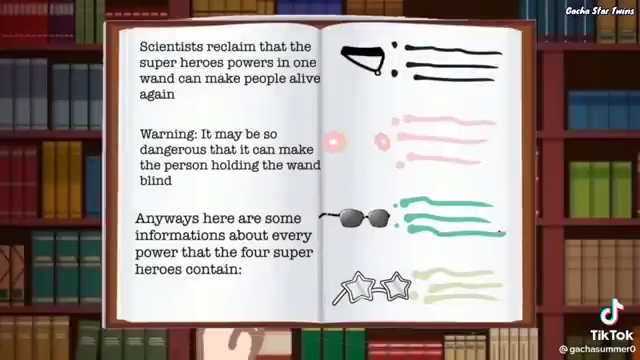 Gacha Star Twins
Scientists reclaim that the
super heroes powers in one
wand can make people alive
again
Warning: It may be so
dangerous that it can make
the person holding the wand
blind
Anyways here are some
informations about every
power that the four super
heroes contain:
TikTok
@gachasummer0